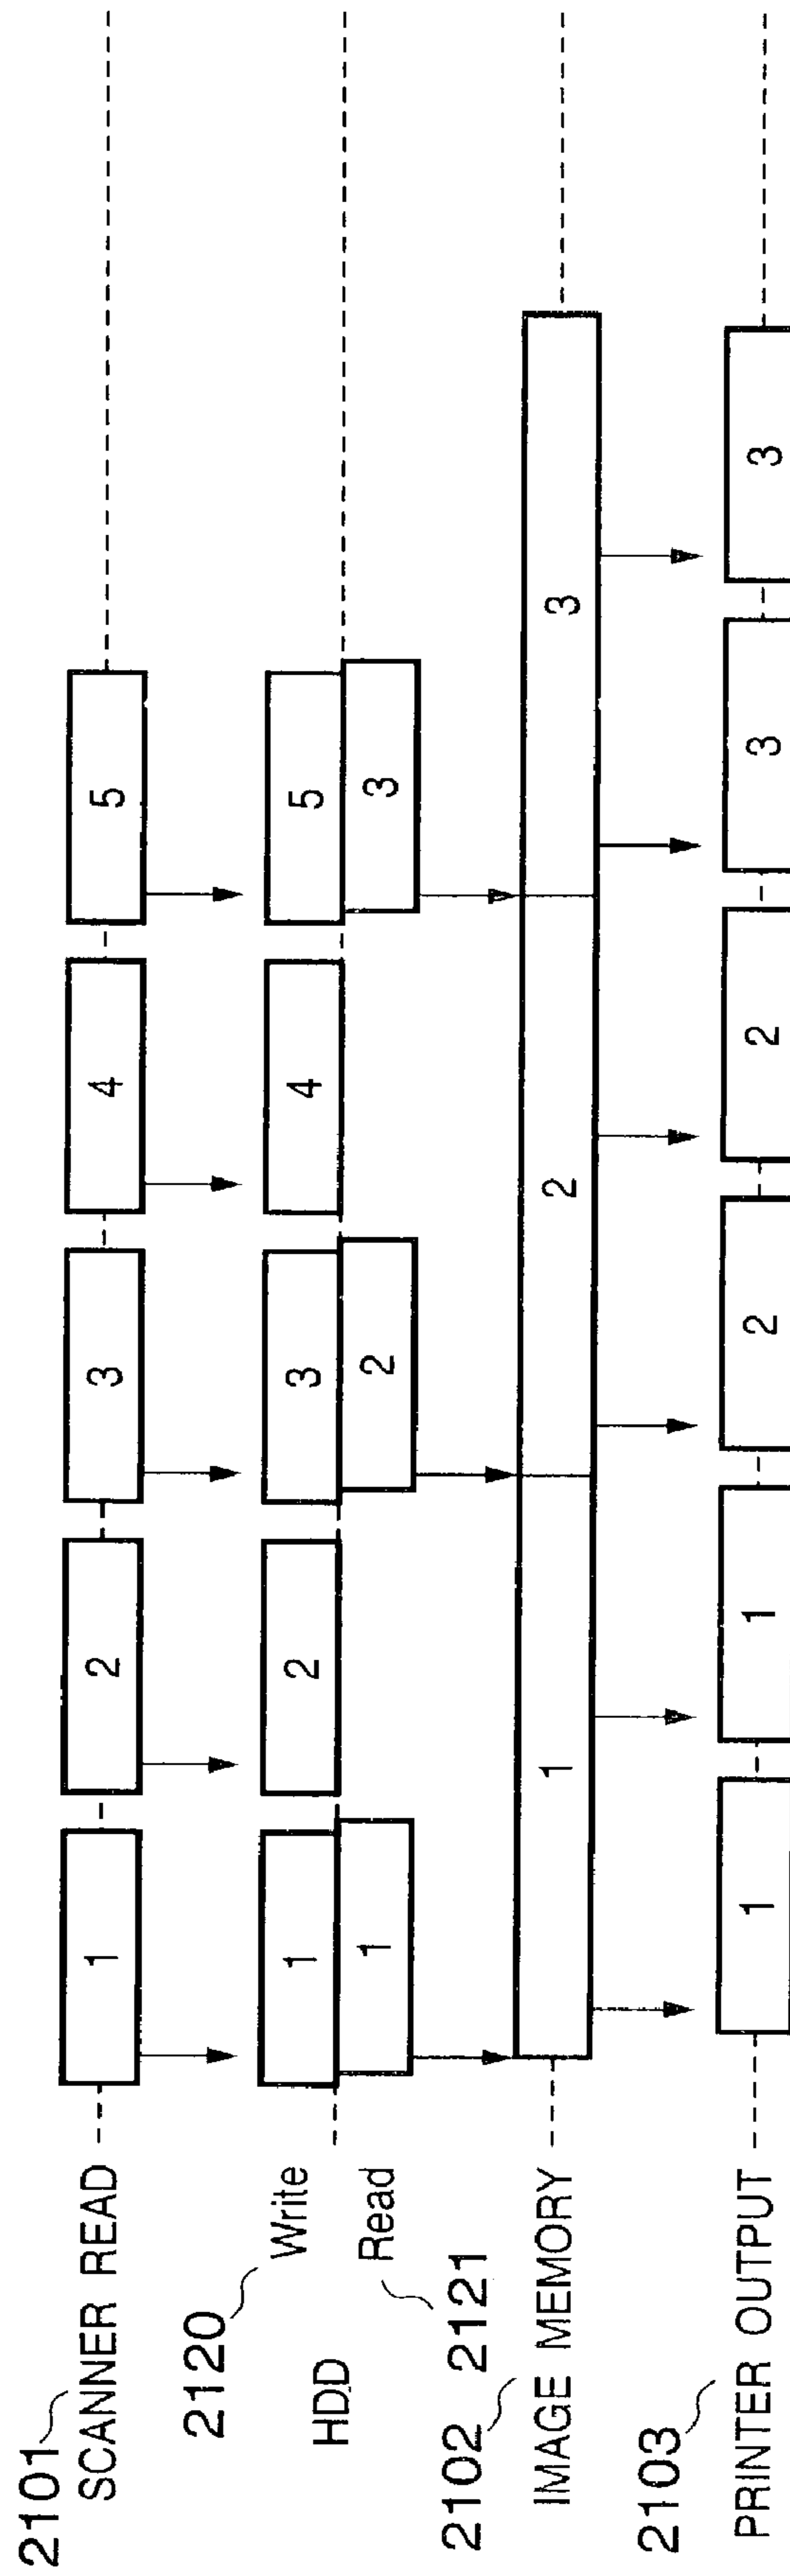 2101
SCANNER READ
1 2 3 4 5
2120
Write
1 2 3 4 5
HDD
Read
1 2 3
2121
2102
IMAGE MEMORY
1 2 3
2103
PRINTER OUTPUT
1 1 2 2 3 3